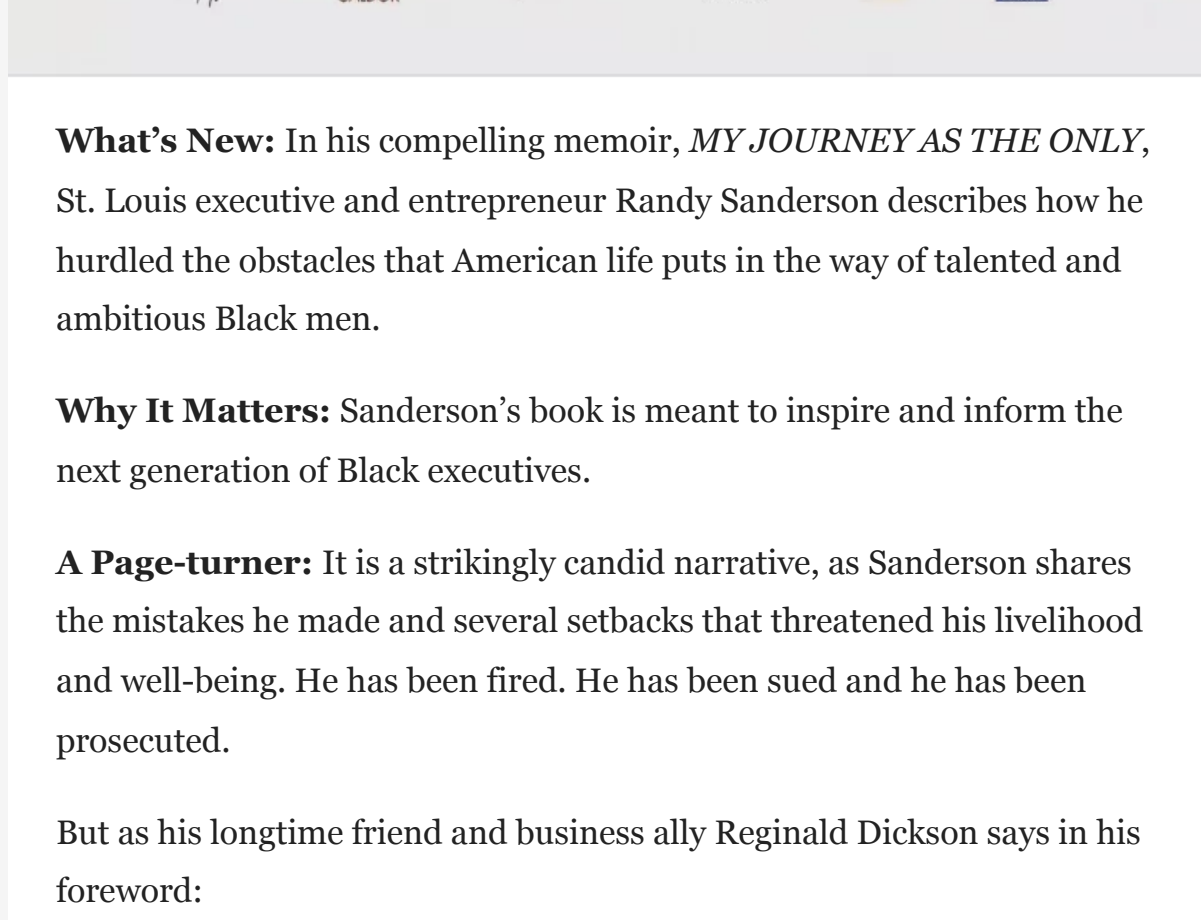 What’s New: In his compelling memoir, MY JOURNEY AS THE ONLY,
St. Louis executive and entrepreneur Randy Sanderson describes how he
hurdled the obstacles that American life puts in the way of talented and
ambitious Black men.
Why It Matters: Sanderson’s book is meant to inspire and inform the
next generation of Black executives.
A Page-turner: It is a strikingly candid narrative, as Sanderson shares
the mistakes he made and several setbacks that threatened his livelihood
and well-being. He has been fired. He has been sued and he has been
prosecuted.
But as his longtime friend and business ally Reginald Dickson says in his
foreword: